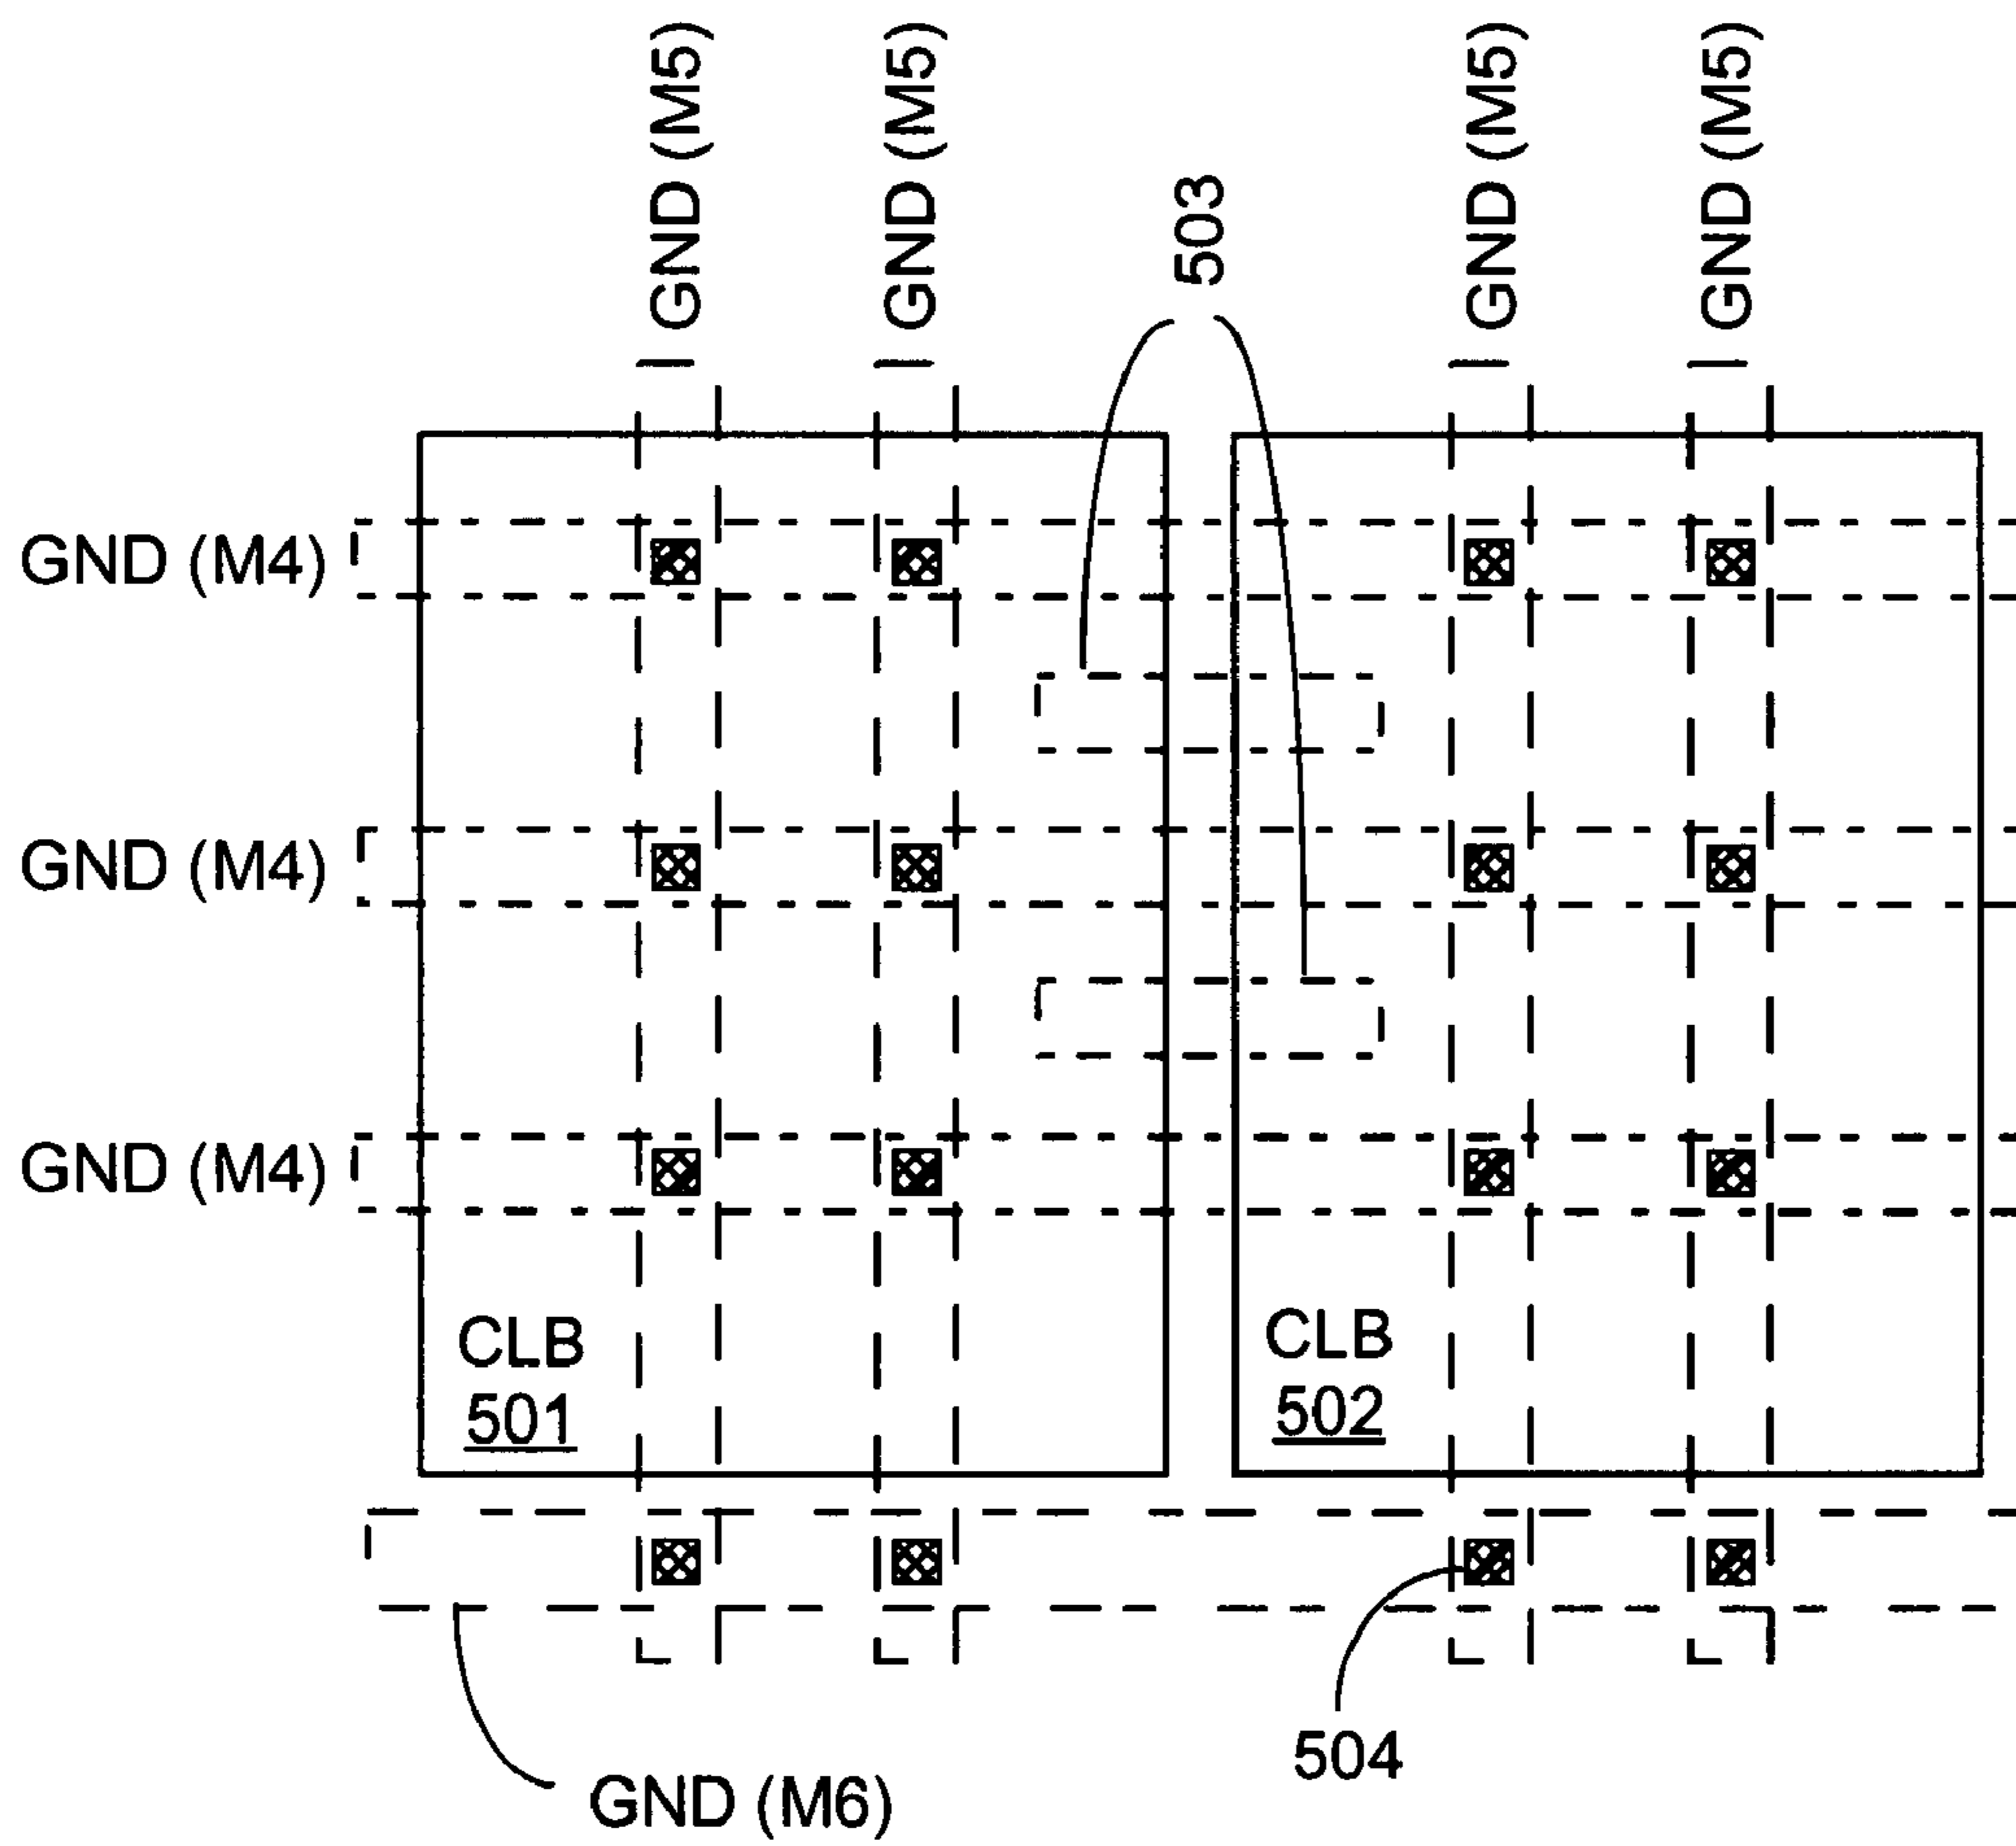 GND (M5)
GND (M5)
503
GND (M5)
GND (M5)
GND (M4)
GND (M4)
GND (M4)
CLB
501
CLB
502
504
GND (M6)